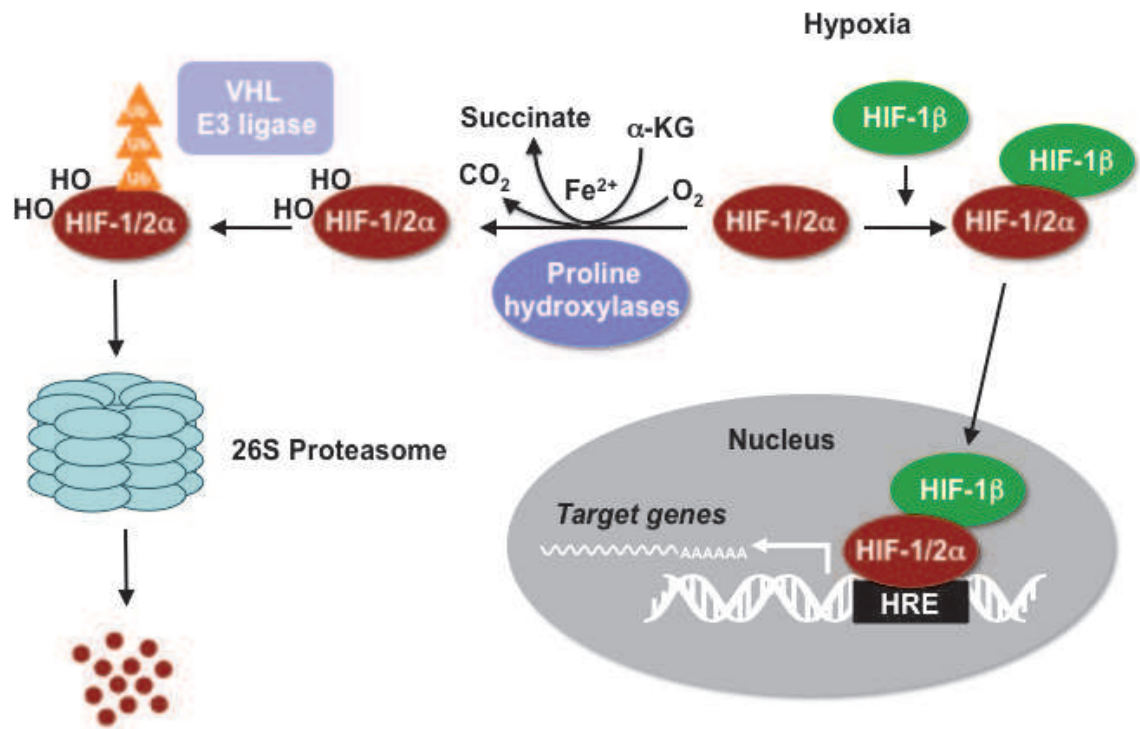 Hypoxia
VHL
E3 ligase
Ub
Ub
Ub
HO
HO
HIF-1/2α
HO
HO
HIF-1/2α
Succinate
α-KG
CO₂
Fe²⁺
O₂
Proline
hydroxylases
HIF-1/2α
HIF-1β
HIF-1β
HIF-1/2α
26S Proteasome
Nucleus
Target genes
AAAAAA
HIF-1β
HIF-1/2α
HRE